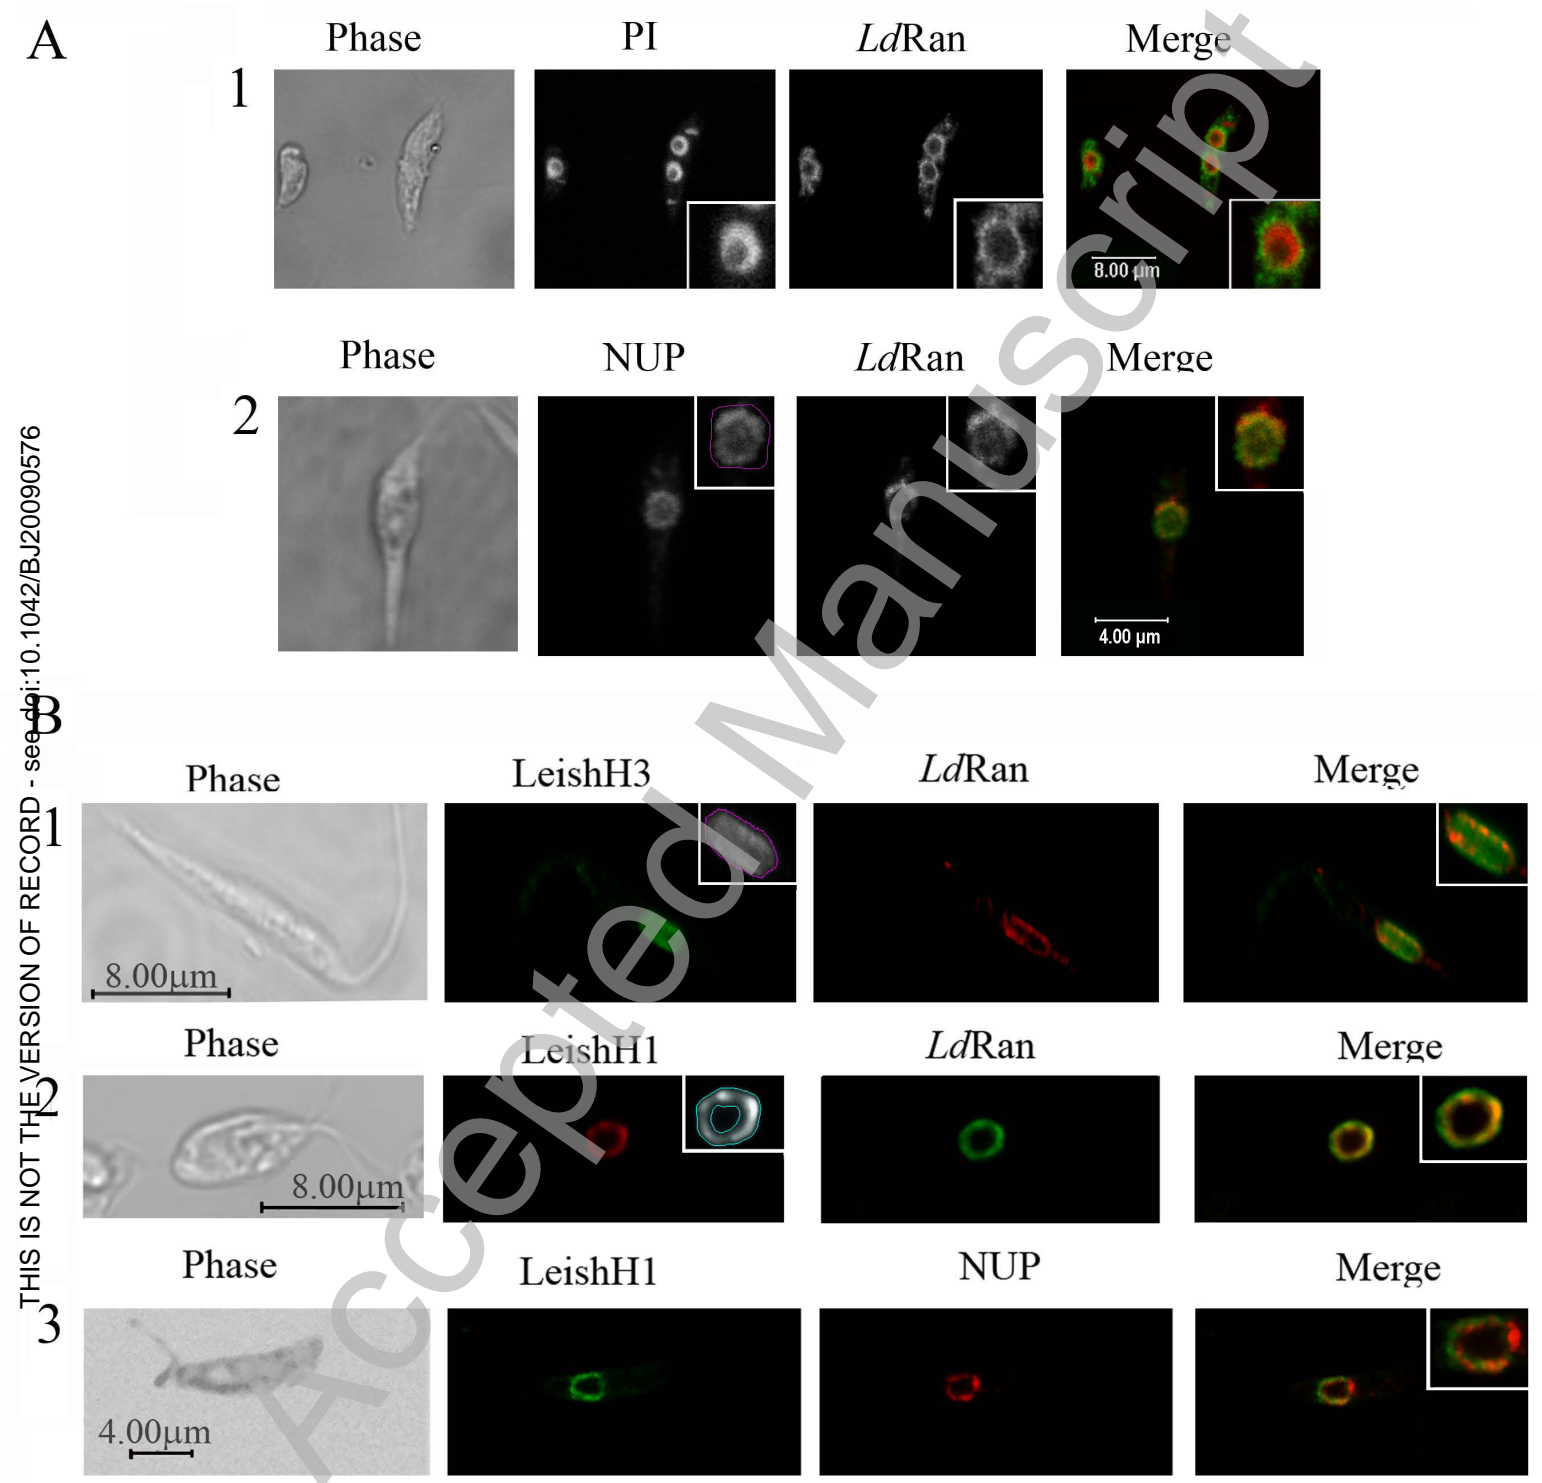 A
Phase PI LdRan Merge
1
8.00 µm
Phase NUP LdRan Merge
2
4.00 µm
B
Phase LeishH3 LdRan Merge
1
8.00µm
Phase LeishH1 LdRan Merge
2
8.00µm
Phase LeishH1 NUP Merge
3
4.00µm
THIS IS NOT THE VERSION OF RECORD - see doi:10.1042/BJ20090576
Accepted Manuscript